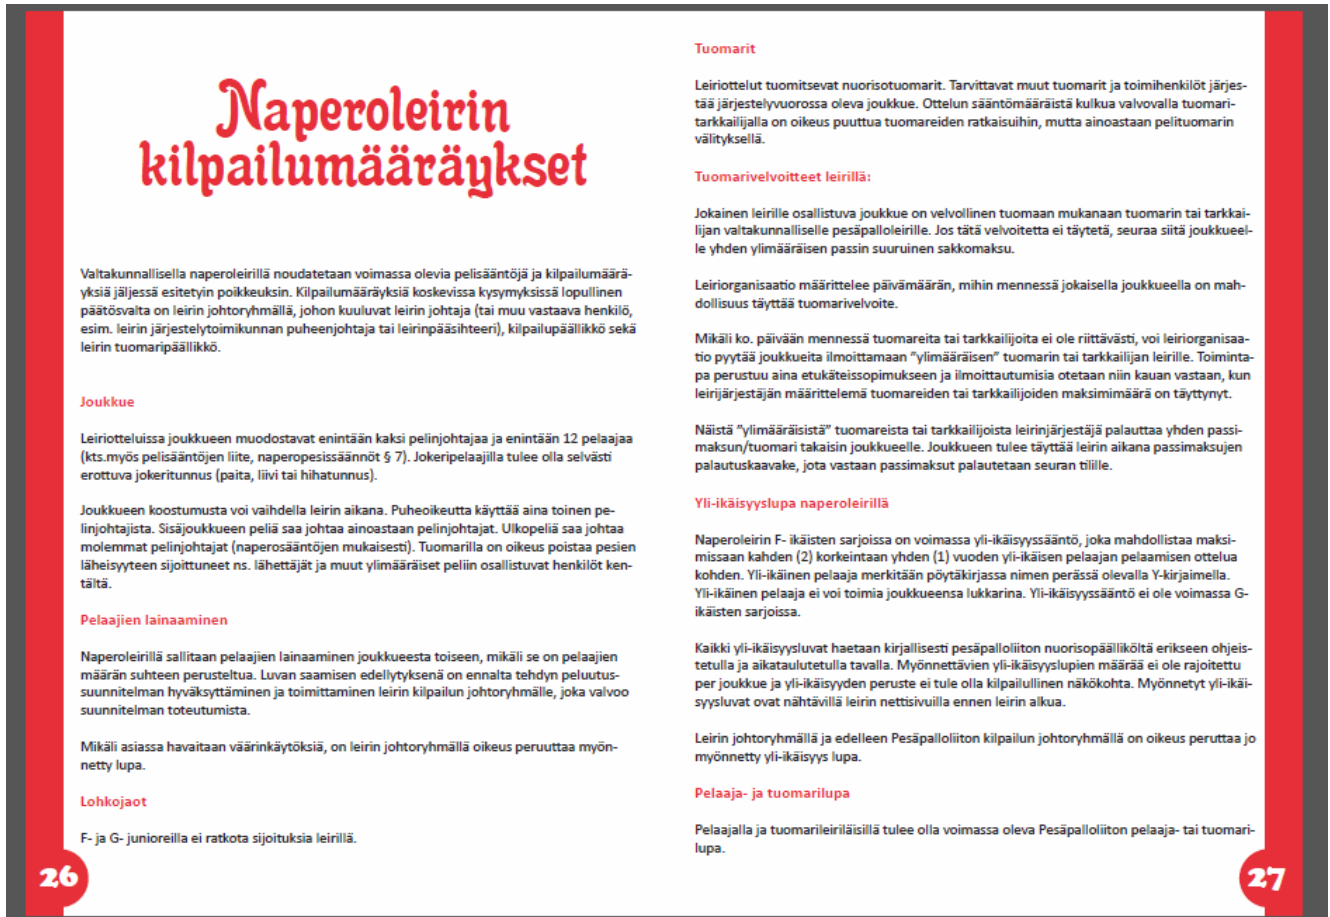 Naperoleirin
kilpailumääräykset
Valtakunnallisella naperoleirillä noudatetaan voimassa olevia pelisääntöjä ja kilpailumäärä-
yksiä jäljessä esitetyin poikkeuksin. Kilpailumääräyksiä koskevissa kysymyksissä lopullinen
päätösvalta on leirin johtoryhmällä, johon kuuluvat leirin johtaja (tai muu vastaava henkilö,
esim. leirin järjestelytoimikunnan puheenjohtaja tai leirinpääsihteeri), kilpailupäällikkö sekä
leirin tuomaripäällikkö.
Joukkue
Leiriotteluissa joukkueen muodostavat enintään kaksi pelinjohtajaa ja enintään 12 pelaajaa
(kts.myös pelisääntöjen liite, naperopesissäännöt § 7). Jokeripelaajilla tulee olla selvästi
erottuva jokeritunnus (paita, liivi tai hihatunnus).
Joukkueen koostumusta voi vaihdella leirin aikana. Puheoikeutta käyttää aina toinen pe-
linjohtajista. Sisäjoukkueen peliä saa johtaa ainoastaan pelinjohtajat. Ulkopeliä saa johtaa
molemmat pelinjohtajat (naperosääntöjen mukaisesti). Tuomarilla on oikeus poistaa pesien
läheisyyteen sijoittuneet ns. lähettäjät ja muut ylimääräiset peliin osallistuvat henkilöt ken-
tältä.
Pelaajien lainaaminen
Naperoleirillä sallitaan pelaajien lainaaminen joukkueesta toiseen, mikäli se on pelaajien
määrän suhteen perusteltua. Luvan saamisen edellytyksenä on ennalta tehdyn peluutus-
suunnitelman hyväksyttäminen ja toimittaminen leirin kilpailun johtoryhmälle, joka valvoo
suunnitelman toteutumista.
Mikäli asiassa havaitaan väärinkäytöksiä, on leirin johtoryhmällä oikeus peruuttaa myön-
netty lupa.
Lohkojaot
F- ja G- junioreilla ei ratkota sijoituksia leirillä.
26
Tuomarit
Leiriottelut tuomitsevat nuorisotuomarit. Tarvittavat muut tuomarit ja toimihenkilöt järjes-
tää järjestelyvuorossa oleva joukkue. Ottelun sääntömääräistä kulkua valvovalla tuomari-
tarkkailijalla on oikeus puuttua tuomareiden ratkaisuihin, mutta ainoastaan pelituomarin
välityksellä.
Tuomarivelvoitteet leirillä:
Jokainen leirille osallistuva joukkue on velvollinen tuomaan mukanaan tuomarin tai tarkkai-
lijan valtakunnalliselle pesäpalloleirille. Jos tätä velvoitetta ei täytetä, seuraa siitä joukkueel-
le yhden ylimääräisen passin suuruinen sakkomaksu.
Leiriorganisaatio määrittelee päivämäärän, mihin mennessä jokaisella joukkueella on mah-
dollisuus täyttää tuomarivelvoite.
Mikäli ko. päivään mennessä tuomareita tai tarkkailijoita ei ole riittävästi, voi leiriorganisaa-
tio pyytää joukkueita ilmoittamaan "ylimääräisen" tuomarin tai tarkkailijan leirille. Toiminta-
pa perustuu aina etukäteissopimukseen ja ilmoittautumisia otetaan niin kauan vastaan, kun
leirijärjestäjän määrittelemä tuomareiden tai tarkkailijoiden maksimimäärä on täyttynyt.
Näistä "ylimääräisistä" tuomareista tai tarkkailijoista leirinjärjestäjä palauttaa yhden passi-
maksun/tuomari takaisin joukkueelle. Joukkueen tulee täyttää leirin aikana passimaksujen
palautuskaavake, jota vastaan passimaksut palautetaan seuran tilille.
Yli-ikäisyyslupa naperoleirillä
Naperoleirin F- ikäisten sarjoissa on voimassa yli-ikäisyyssääntö, joka mahdollistaa maksi-
missaan kahden (2) korkeintaan yhden (1) vuoden yli-ikäisen pelaajan pelaamisen ottelua
kohden. Yli-ikäinen pelaaja merkitään pöytäkirjassa nimen perässä olevalla Y-kirjaimella.
Yli-ikäinen pelaaja ei voi toimia joukkueensa lukkarina. Yli-ikäisyyssääntö ei ole voimassa G-
ikäisten sarjoissa.
Kaikki yli-ikäisyysluvat haetaan kirjallisesti pesäpalloliiton nuorisopäälliköltä erikseen ohjeis-
tetulla ja aikataulutetulla tavalla. Myönnettävien yli-ikäisyyslupien määrää ei ole rajoitettu
per joukkue ja yli-ikäisyyden peruste ei tule olla kilpailullinen näkökohta. Myönnetyt yli-ikäi-
syysluvat ovat nähtävillä leirin nettisivuilla ennen leirin alkua.
Leirin johtoryhmällä ja edelleen Pesäpalloliiton kilpailun johtoryhmällä on oikeus peruttaa jo
myönnetty yli-ikäisyys lupa.
Pelaaja- ja tuomarilupa
Pelaajalla ja tuomarileiriläisillä tulee olla voimassa oleva Pesäpalloliiton pelaaja- tai tuomari-
lupa.
27